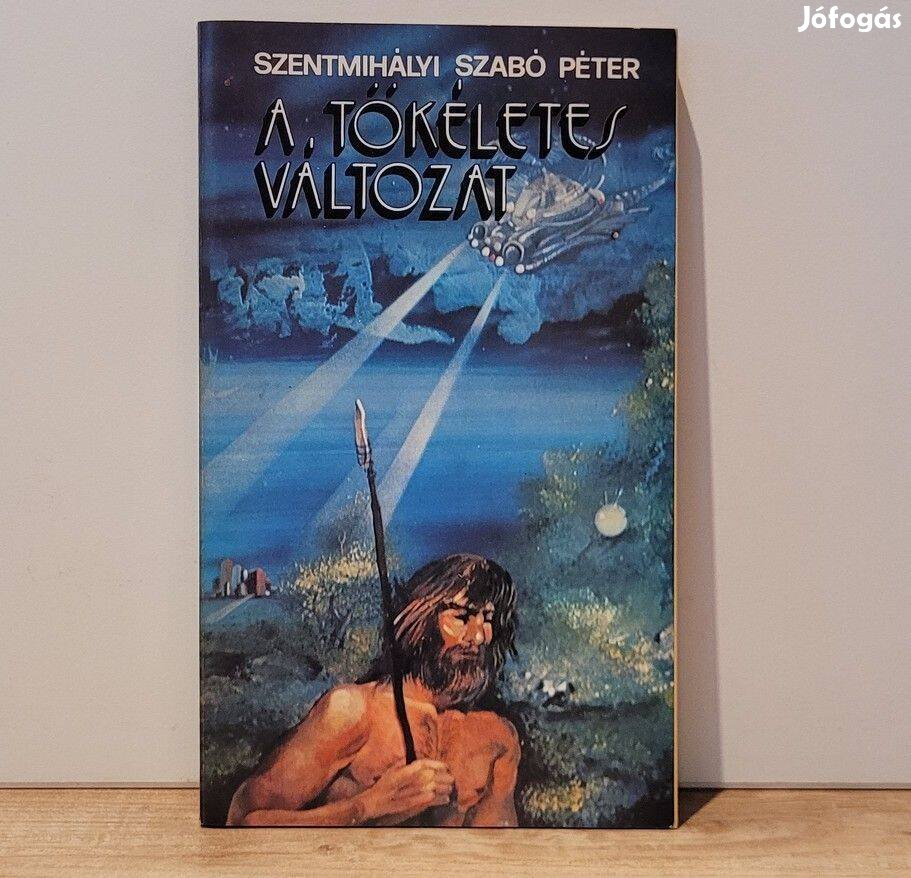 Jófogás
SZENTMIHÁLYI SZABÓ PÉTER
A TÖKÉLETES
VÁLTOZAT